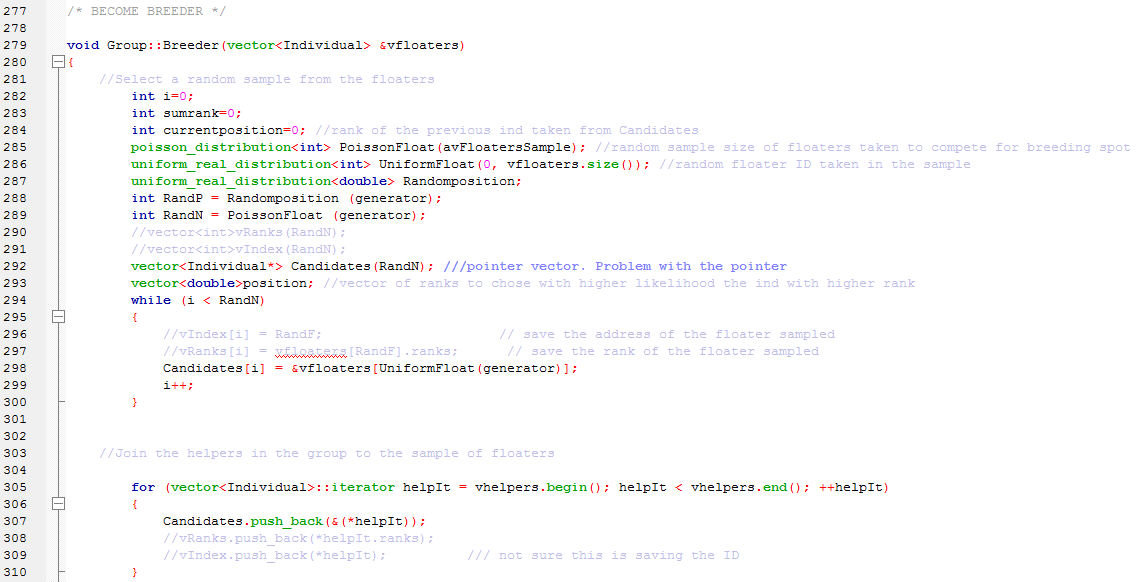 277 /* BECOME BREEDER */
278
279 void Group::Breeder(vector<Individual> &vfloaters)
280 {
281 //Select a random sample from the floaters
282 int i=0;
283 int sumrank=0;
284 int currentposition=0; //rank of the previous ind taken from Candidates
285 poisson_distribution<int> PoissonFloat(avFloatersSample); //random sample size of floaters taken to compete for breeding spot
286 uniform_real_distribution<int> UniformFloat(0, vfloaters.size()); //random floater ID taken in the sample
287 uniform_real_distribution<double> Randomposition;
288 int RandP = Randomposition (generator);
289 int RandN = PoissonFloat (generator);
290 //vector<int>vRanks(RandN);
291 //vector<int>vIndex(RandN);
292 vector<Individual*> Candidates(RandN); ///pointer vector. Problem with the pointer
293 vector<double>position; //vector of ranks to chose with higher likelihood the ind with higher rank
294 while (i < RandN)
295 {
296 //vIndex[i] = RandF; // save the address of the floater sampled
297 //vRanks[i] = vfloaters[RandF].ranks; // save the rank of the floater sampled
298 Candidates[i] = &vfloaters[UniformFloat(generator)];
299 i++;
300 }
301
302
303 //Join the helpers in the group to the sample of floaters
304
305 for (vector<Individual>::iterator helpIt = vhelpers.begin(); helpIt < vhelpers.end(); ++helpIt)
306 {
307 Candidates.push_back(&(*helpIt));
308 //vRanks.push_back(*helpIt.ranks);
309 //vIndex.push_back(*helpIt); /// not sure this is saving the ID
310 }